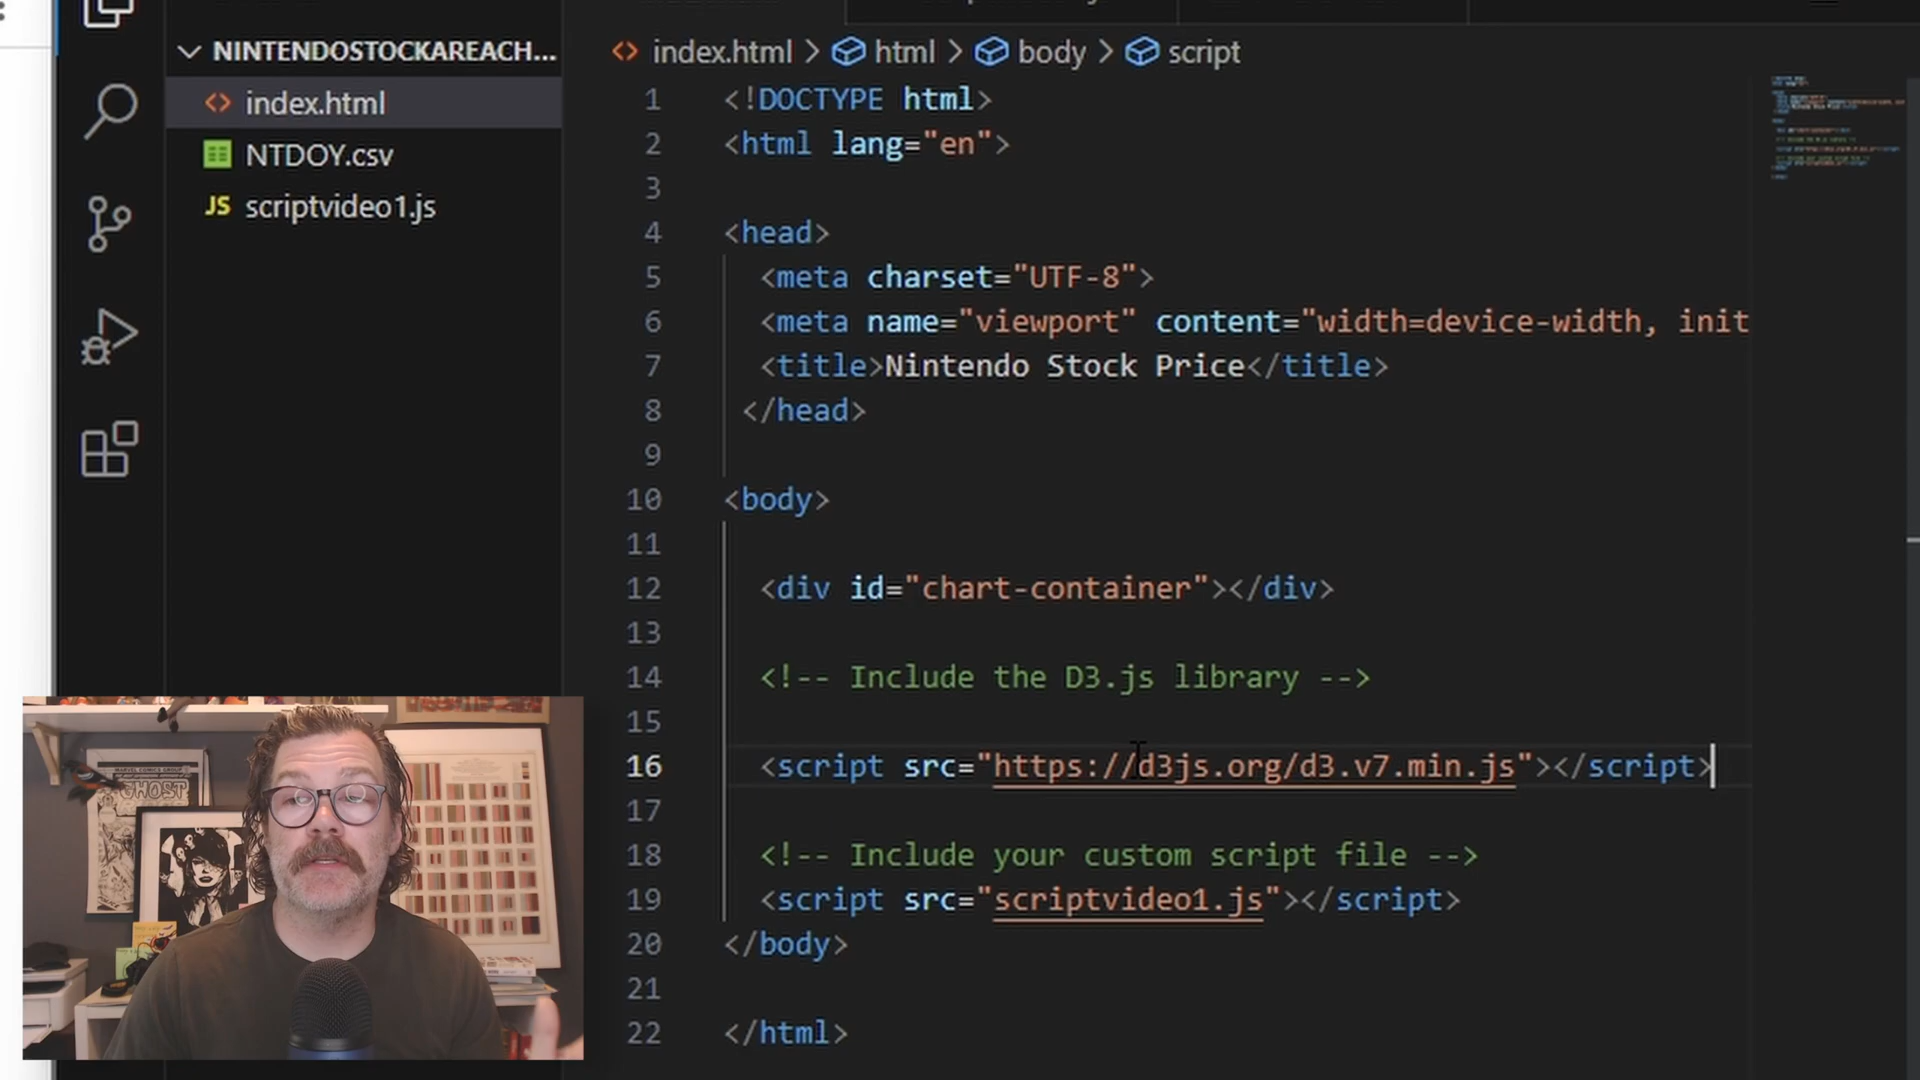 NINTENDOSTOCKAREACH...
index.html
NTDOY.csv
JS scriptvideo1.js
index.html > html > body > script
1 <!DOCTYPE html>
2 <html lang="en">
3
4 <head>
5 <meta charset="UTF-8">
6 <meta name="viewport" content="width=device-width, init
7 <title>Nintendo Stock Price</title>
8 </head>
9
10 <body>
11
12 <div id="chart-container"></div>
13
14 <!-- Include the D3.js library -->
15
16 <script src="https://d3js.org/d3.v7.min.js"></script>
17
18 <!-- Include your custom script file -->
19 <script src="scriptvideo1.js"></script>
20 </body>
21
22 </html>
GHOST